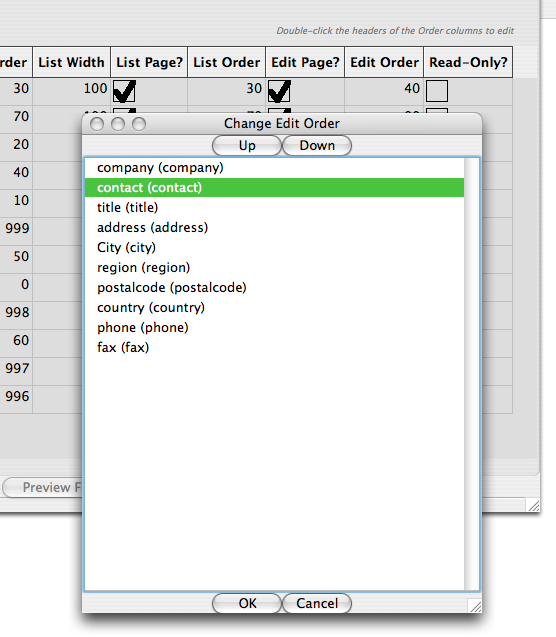 Double-click the headers of the Order columns to edit
rder List Width List Page? List Order Edit Page? Edit Order Read-Only?
30 100 30 40
70
20
40
10
999
50
0
998
60
997
996
Change Edit Order
Up Down
company (company)
contact (contact)
title (title)
address (address)
City (city)
region (region)
postalcode (postalcode)
country (country)
phone (phone)
fax (fax)
Preview F
OK Cancel